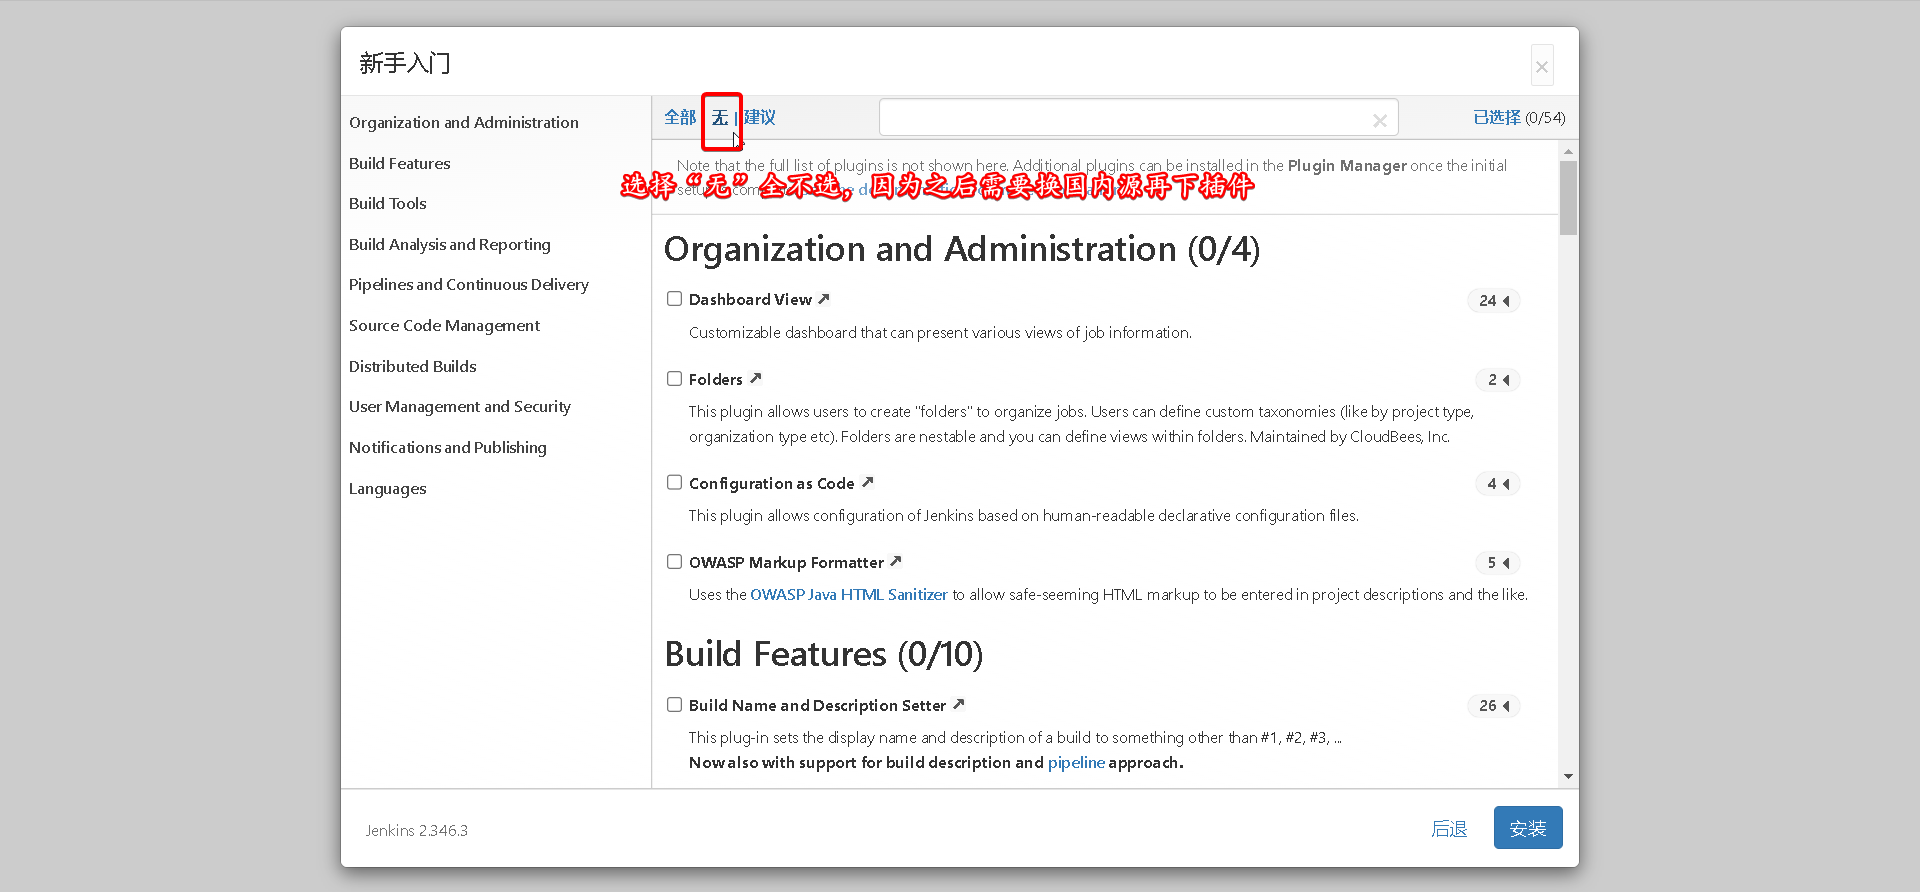 新手入门
×
Organization and Administration
Build Features
Build Tools
Build Analysis and Reporting
Pipelines and Continuous Delivery
Source Code Management
Distributed Builds
User Management and Security
Notifications and Publishing
Languages
全部 | 无 | 建议
×
已选择 (0/54)
Note that the full list of plugins is not shown here. Additional plugins can be installed in the Plugin Manager once the initial
选择“无”全不选，因为之后需要换国内源再下插件
Organization and Administration (0/4)
Dashboard View
24
Customizable dashboard that can present various views of job information.
Folders
2
This plugin allows users to create "folders" to organize jobs. Users can define custom taxonomies (like by project type,
organization type etc). Folders are nestable and you can define views within folders. Maintained by CloudBees, Inc.
Configuration as Code
4
This plugin allows configuration of Jenkins based on human-readable declarative configuration files.
OWASP Markup Formatter
5
Uses the OWASP Java HTML Sanitizer to allow safe-seeming HTML markup to be entered in project descriptions and the like.
Build Features (0/10)
Build Name and Description Setter
26
This plug-in sets the display name and description of a build to something other than #1, #2, #3, ...
Now also with support for build description and pipeline approach.
Jenkins 2.346.3
后退
安装